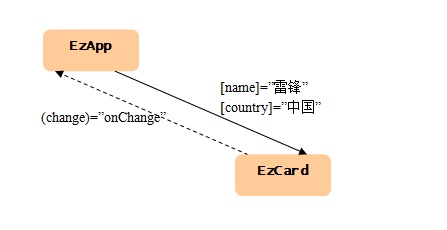 EzApp
[name]=”雷锋”
[country]=”中国”
(change)=”onChange”
EzCard